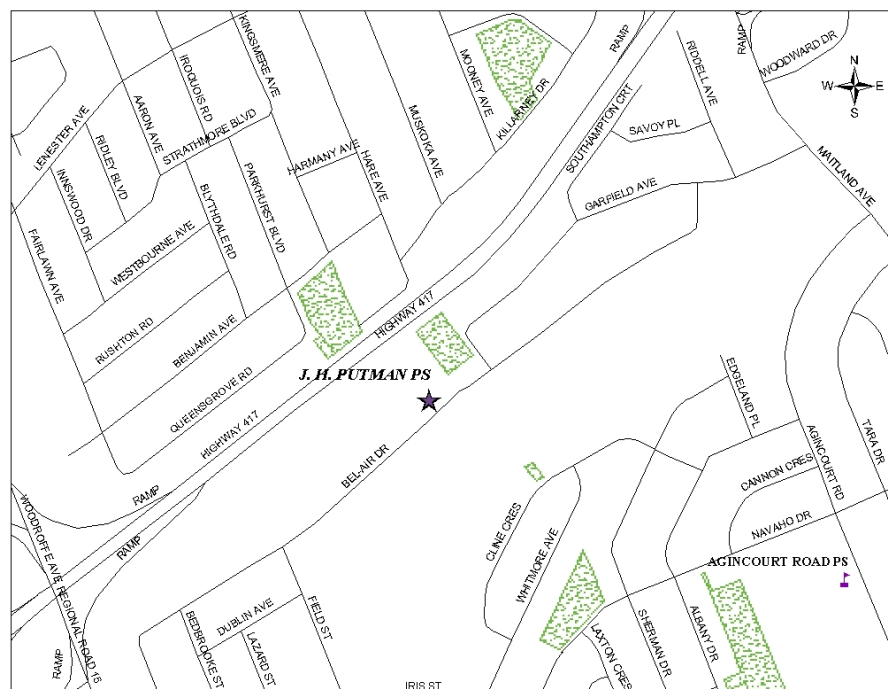 RAMP
KINGSMERE AVE
IROQUOIS RD
MOONEY AVE
KILLARNEY DR
RIDDELL AVE
RAMP
WOODWARD DR
N
W E
S
LENESTER AVE
AARON AVE
STRATHMORE BLVD
MUSKOKA AVE
SOUTHAMPTON CRT
SAVOY PL
RIDLEY BLVD
HARMANY AVE
HARE AVE
INNSWOOD DR
BLYTHDALE RD
PARKHURST BLVD
GARFIELD AVE
MAITLAND AVE
FAIRLAWN AVE
WESTBOURNE AVE
RUSHTON RD
BENJAMIN AVE
HIGHWAY 417
QUEENSGROVE RD
J. H. PUTMAN PS
EDGELAND PL
HIGHWAY 417
BEL-AIR DR
AGINCOURT RD
TARA DR
CANNON CRES
RAMP
WOODROFFE AVE REGIONAL ROAD 15
RAMP
CLINE CRES
WHITMORE AVE
NAVAHO DR
AGINCOURT ROAD PS
DUBLIN AVE
FIELD ST
BEDBROOKE ST
LAZARD ST
LAXTON CRES
SHERMAN DR
ALBANY DR
RAMP
IRIS ST